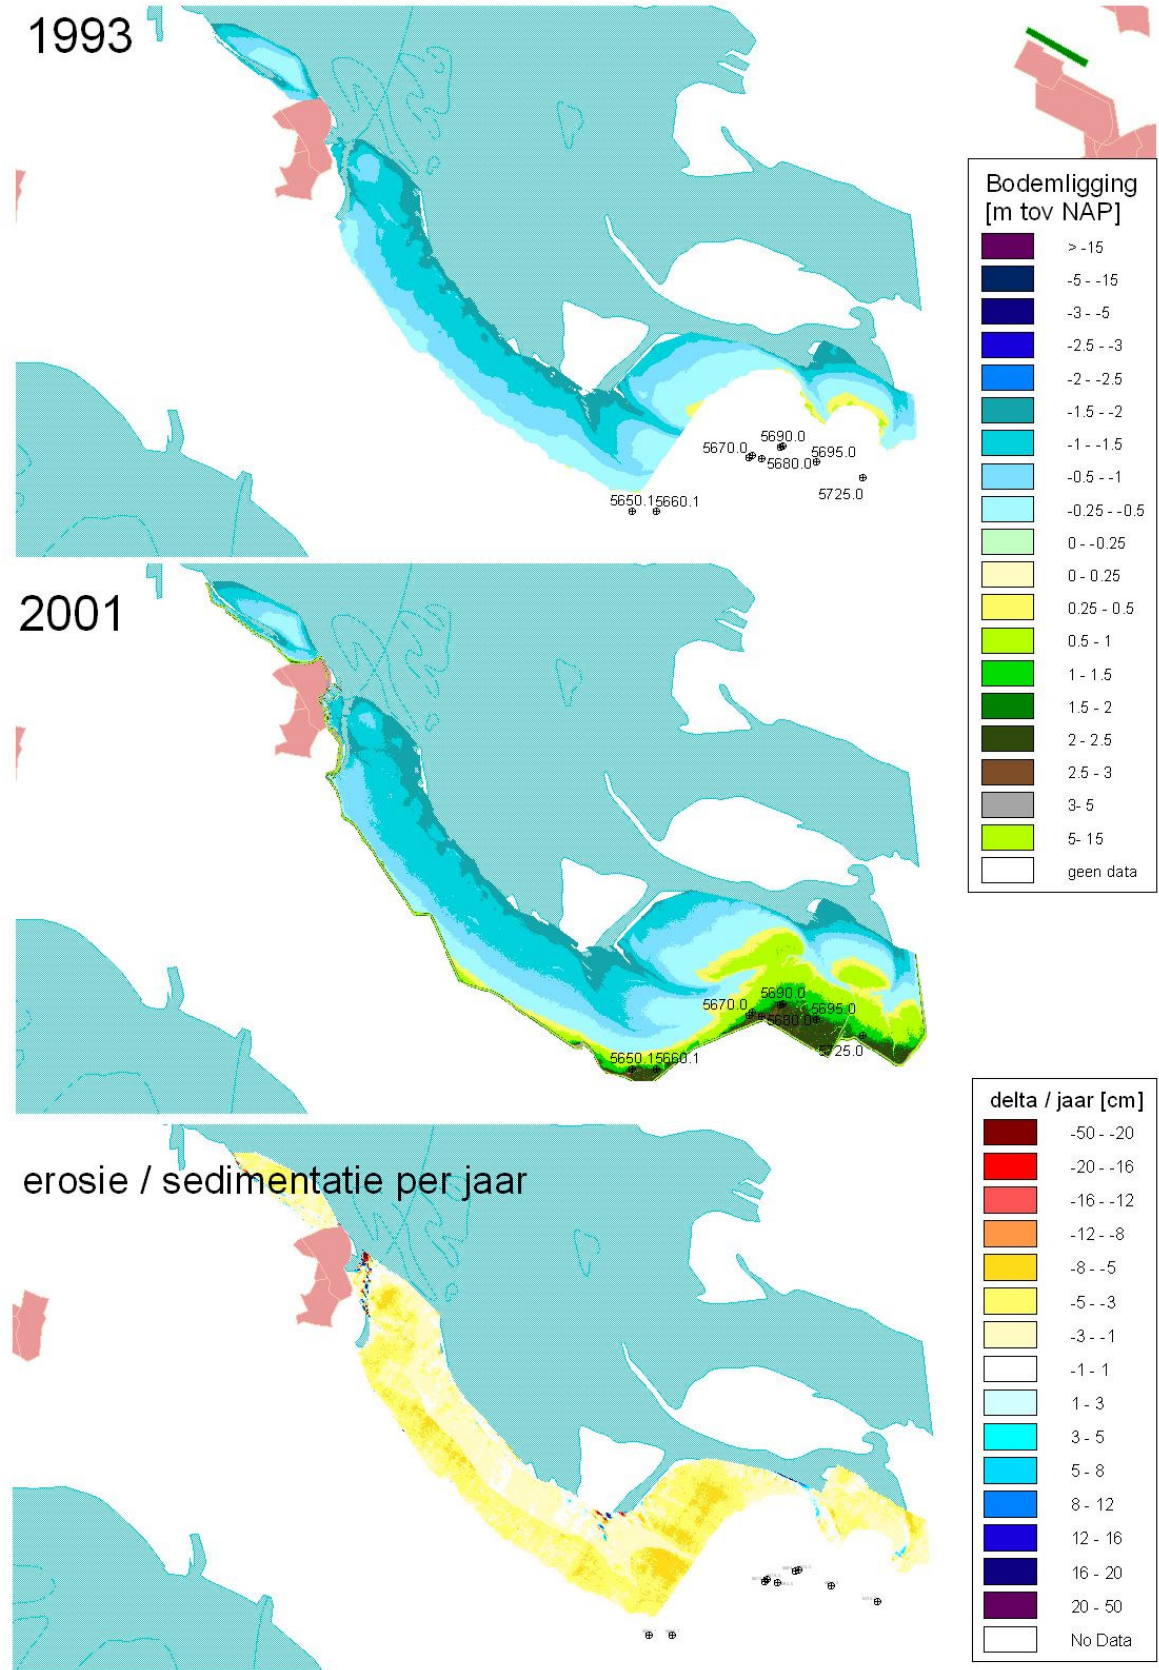 1993
5690.0
5670.0
5695.0
5680.0
5725.0
5650.1
5660.1
Bodemligging
[m tov NAP]
> -15
-5 - -15
-3 - -5
-2.5 - -3
-2 - -2.5
-1.5 - -2
-1 - -1.5
-0.5 - -1
-0.25 - -0.5
0 - -0.25
0 - 0.25
0.25 - 0.5
0.5 - 1
1 - 1.5
1.5 - 2
2 - 2.5
2.5 - 3
3- 5
5- 15
geen data
2001
5690.0
5670.0
5695.0
5680.0
5725.0
5650.1
5660.1
erosie / sedimentatie per jaar
delta / jaar [cm]
-50 - -20
-20 - -16
-16 - -12
-12 - -8
-8 - -5
-5 - -3
-3 - -1
-1 - 1
1 - 3
3 - 5
5 - 8
8 - 12
12 - 16
16 - 20
20 - 50
No Data